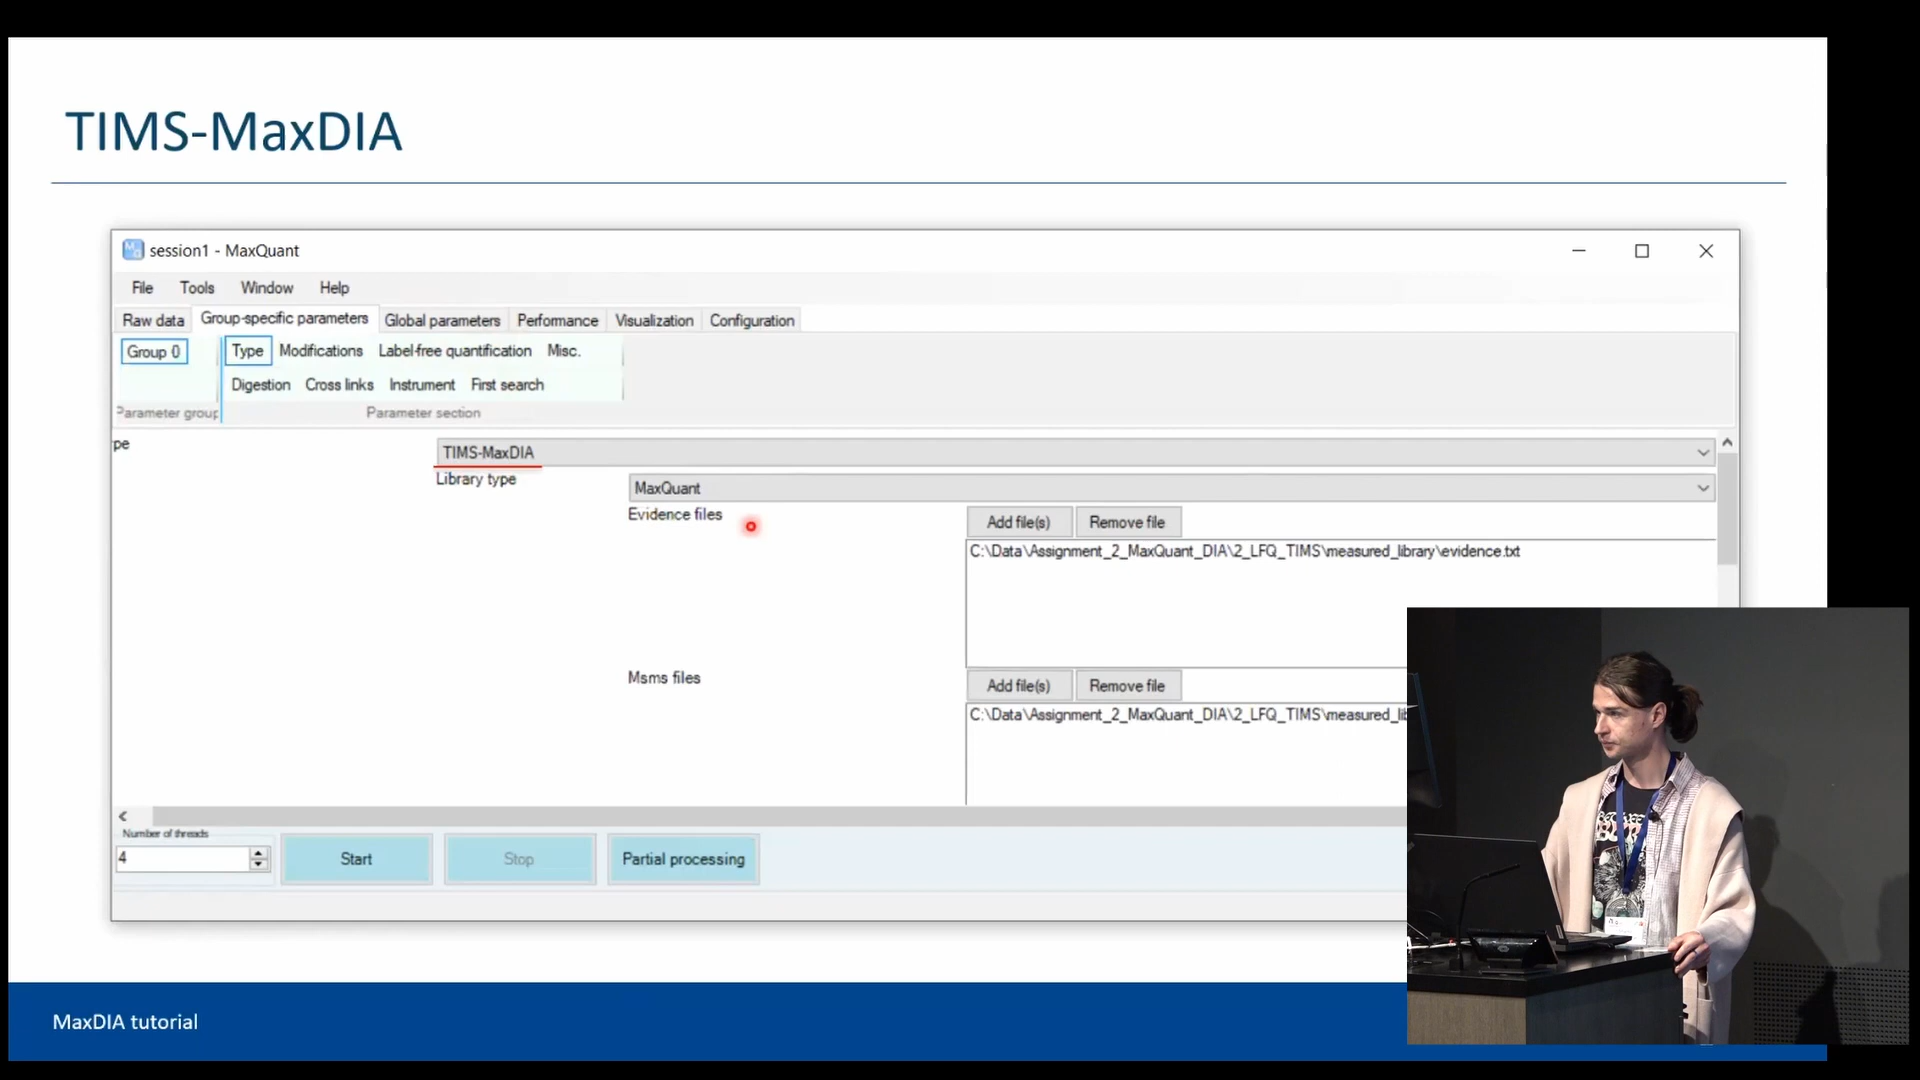 TIMS-MaxDIA
session1 - MaxQuant
File Tools Window Help
Raw data Group-specific parameters Global parameters Performance Visualization Configuration
Group 0 Type Modifications Label-free quantification Misc.
Digestion Cross links Instrument First search
Parameter group Parameter section
pe TIMS-MaxDIA
Library type MaxQuant
Evidence files Add file(s) Remove file
C:\Data\Assignment_2_MaxQuant_DIA\2_LFQ_TIMS\measured_library\evidence.txt
Msms files Add file(s) Remove file
C:\Data\Assignment_2_MaxQuant_DIA\2_LFQ_TIMS\measured_lib
Number of threads
4 Start Stop Partial processing
MaxDIA tutorial